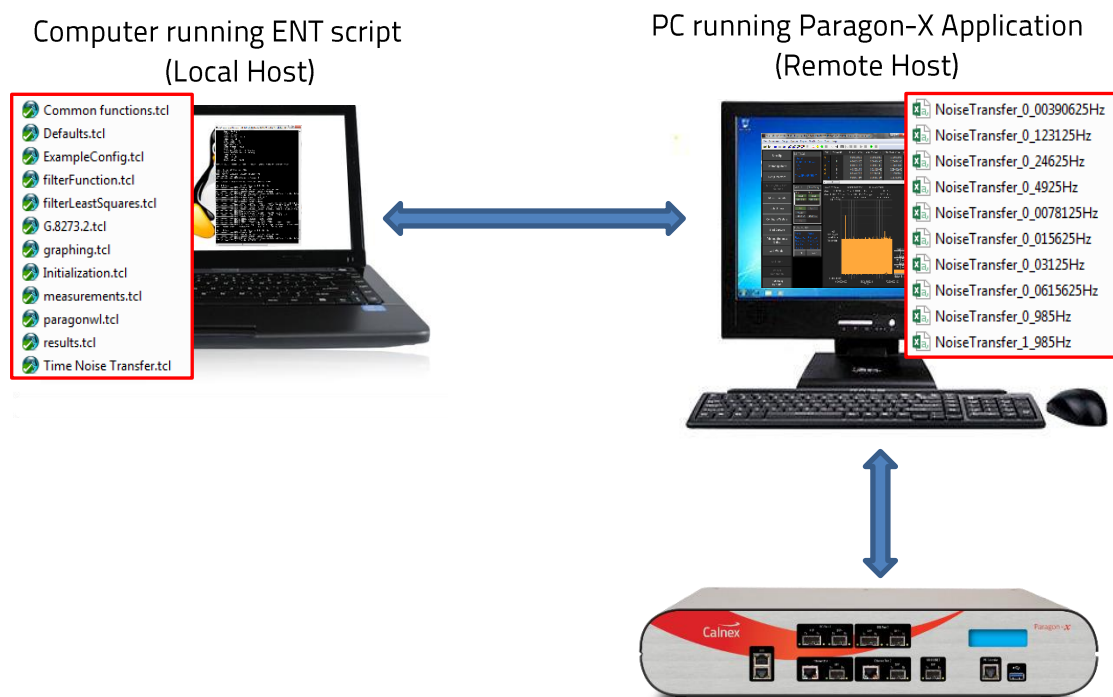 Computer running ENT script
(Local Host)
PC running Paragon-X Application
(Remote Host)
Common functions.tcl
Defaults.tcl
ExampleConfig.tcl
filterFunction.tcl
filterLeastSquares.tcl
G.8273.2.tcl
graphing.tcl
Initialization.tcl
measurements.tcl
paragonwl.tcl
results.tcl
Time Noise Transfer.tcl
NoiseTransfer_0_00390625Hz
NoiseTransfer_0_123125Hz
NoiseTransfer_0_24625Hz
NoiseTransfer_0_4925Hz
NoiseTransfer_0_0078125Hz
NoiseTransfer_0_015625Hz
NoiseTransfer_0_03125Hz
NoiseTransfer_0_0615625Hz
NoiseTransfer_0_985Hz
NoiseTransfer_1_985Hz
Calnex
Paragon-x